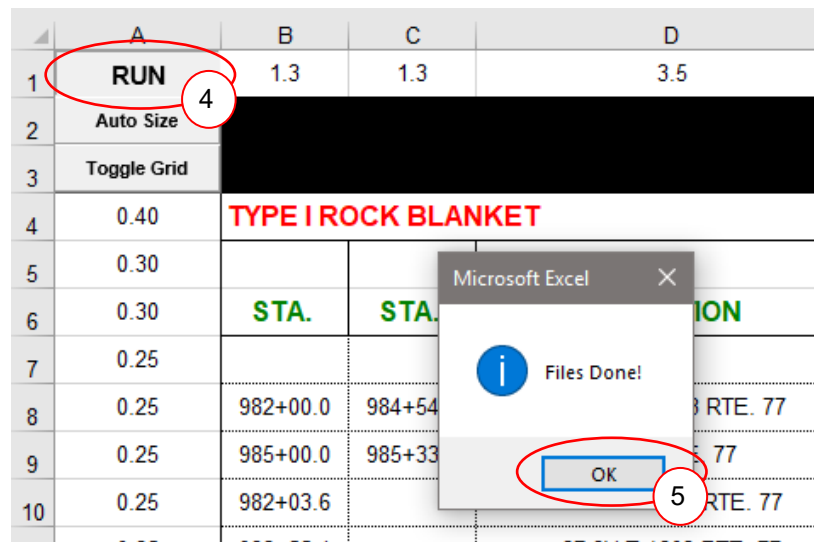 A B C D
1 RUN 1.3 1.3 3.5
4
2 Auto Size
3 Toggle Grid
4 0.40 TYPE I ROCK BLANKET
5 0.30
Microsoft Excel
6 0.30 STA. STA. ION
7 0.25
Files Done!
8 0.25 982+00.0 984+54 RTE. 77
9 0.25 985+00.0 985+33 77
OK
5
10 0.25 982+03.6 RTE. 77